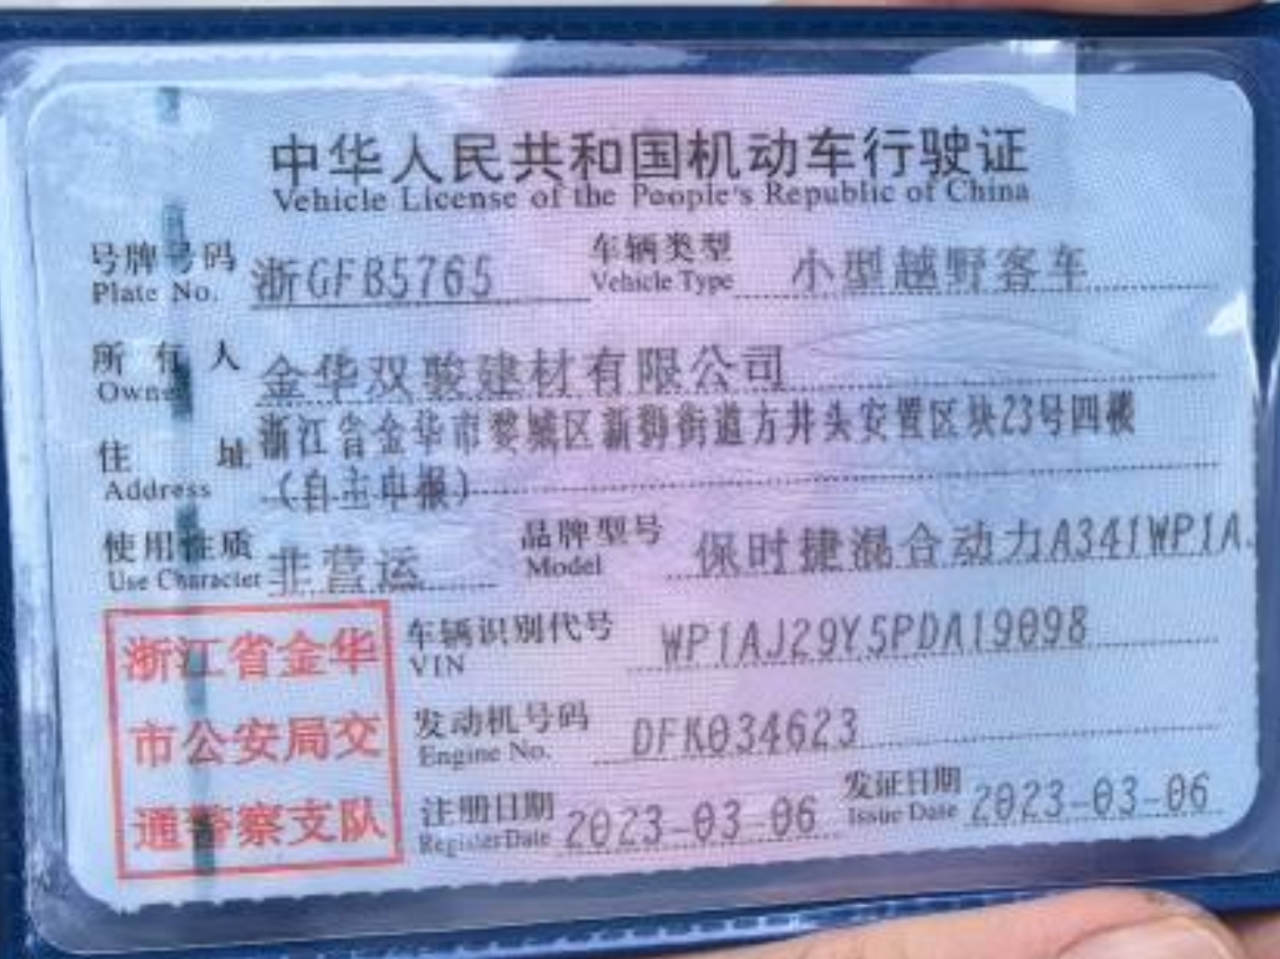 中华人民共和国机动车行驶证
Vehicle License of the People's Republic of China
号牌号码 浙GFB5765 车辆类型 小型越野客车
Plate No. Vehicle Type
所有人 金华双骏建材有限公司
Owner
住址 浙江省金华市婺城区新狮街道方井头安置区块23号四楼
Address (自主申报)
使用性质 非营运 品牌型号 保时捷混合动力A341WP1A
Use Character Model
浙江省金华 车辆识别代号 WP1AJ29Y5PDA19098
VIN
市公安局交 发动机号码 DFK034623
Engine No.
通警察支队 注册日期 2023-03-06 发证日期 2023-03-06
Register Date Issue Date